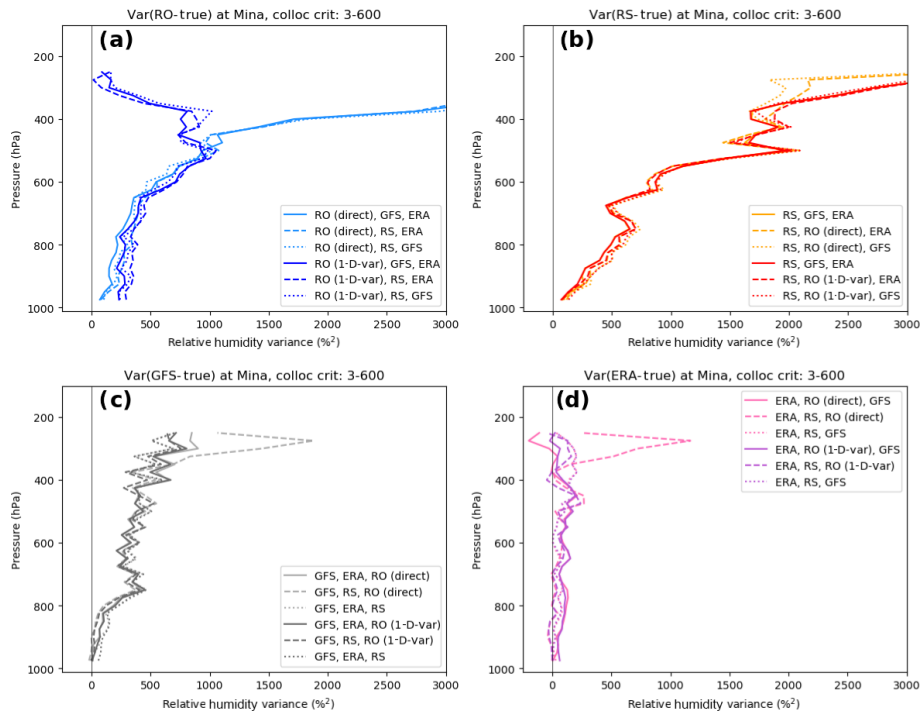 Var(RO-true) at Mina, colloc crit: 3-600
(a)
Pressure (hPa)
200
400
600
800
1000
RO (direct), GFS, ERA
RO (direct), RS, ERA
RO (direct), RS, GFS
RO (1-D-var), GFS, ERA
RO (1-D-var), RS, ERA
RO (1-D-var), RS, GFS
0 500 1000 1500 2000 2500 3000
Relative humidity variance (%²)
Var(RS-true) at Mina, colloc crit: 3-600
(b)
Pressure (hPa)
200
400
600
800
1000
RS, GFS, ERA
RS, RO (direct), ERA
RS, RO (direct), GFS
RS, GFS, ERA
RS, RO (1-D-var), ERA
RS, RO (1-D-var), GFS
0 500 1000 1500 2000 2500 3000
Relative humidity variance (%²)
Var(GFS-true) at Mina, colloc crit: 3-600
(c)
Pressure (hPa)
200
400
600
800
1000
GFS, ERA, RO (direct)
GFS, RS, RO (direct)
GFS, ERA, RS
GFS, ERA, RO (1-D-var)
GFS, RS, RO (1-D-var)
GFS, ERA, RS
0 500 1000 1500 2000 2500 3000
Relative humidity variance (%²)
Var(ERA-true) at Mina, colloc crit: 3-600
(d)
Pressure (hPa)
200
400
600
800
1000
ERA, RO (direct), GFS
ERA, RS, RO (direct)
ERA, RS, GFS
ERA, RO (1-D-var), GFS
ERA, RS, RO (1-D-var)
ERA, RS, GFS
0 500 1000 1500 2000 2500 3000
Relative humidity variance (%²)